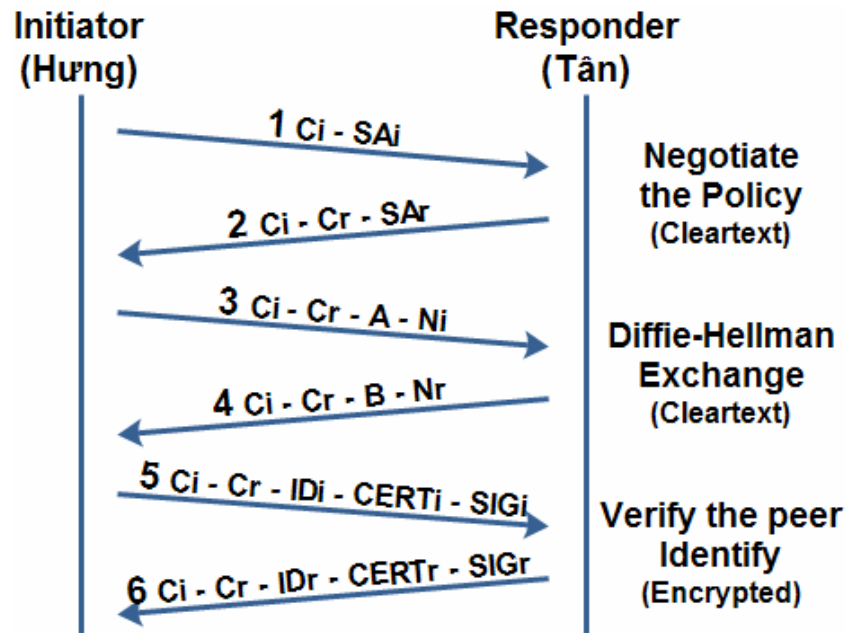 Initiator
(Hưng)
Responder
(Tân)
1 Ci - SAi
2 Ci - Cr - SAr
Negotiate
the Policy
(Cleartext)
3 Ci - Cr - A - Ni
4 Ci - Cr - B - Nr
Diffie-Hellman
Exchange
(Cleartext)
5 Ci - Cr - IDi - CERTi - SIGi
6 Ci - Cr - IDr - CERTr - SIGr
Verify the peer
Identify
(Encrypted)